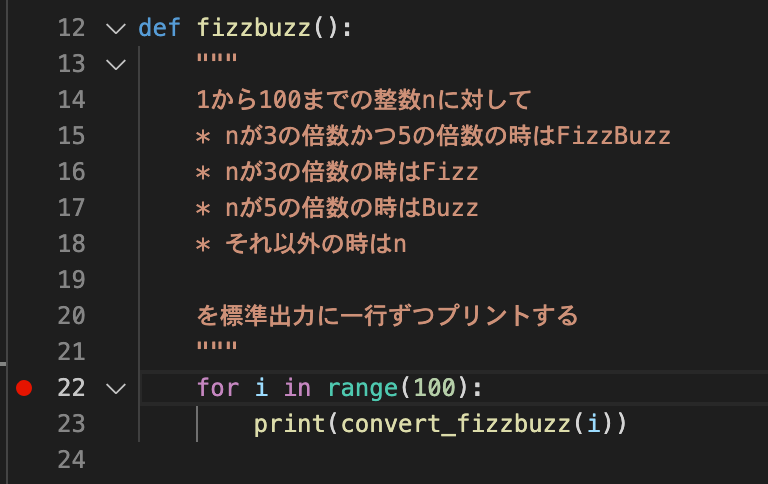 12 def fizzbuzz():
13     """
14     1から100までの整数nに対して
15     * nが3の倍数かつ5の倍数の時はFizzBuzz
16     * nが3の倍数の時はFizz
17     * nが5の倍数の時はBuzz
18     * それ以外の時はn
19
20     を標準出力に一行ずつプリントする
21     """
22     for i in range(100):
23         print(convert_fizzbuzz(i))
24